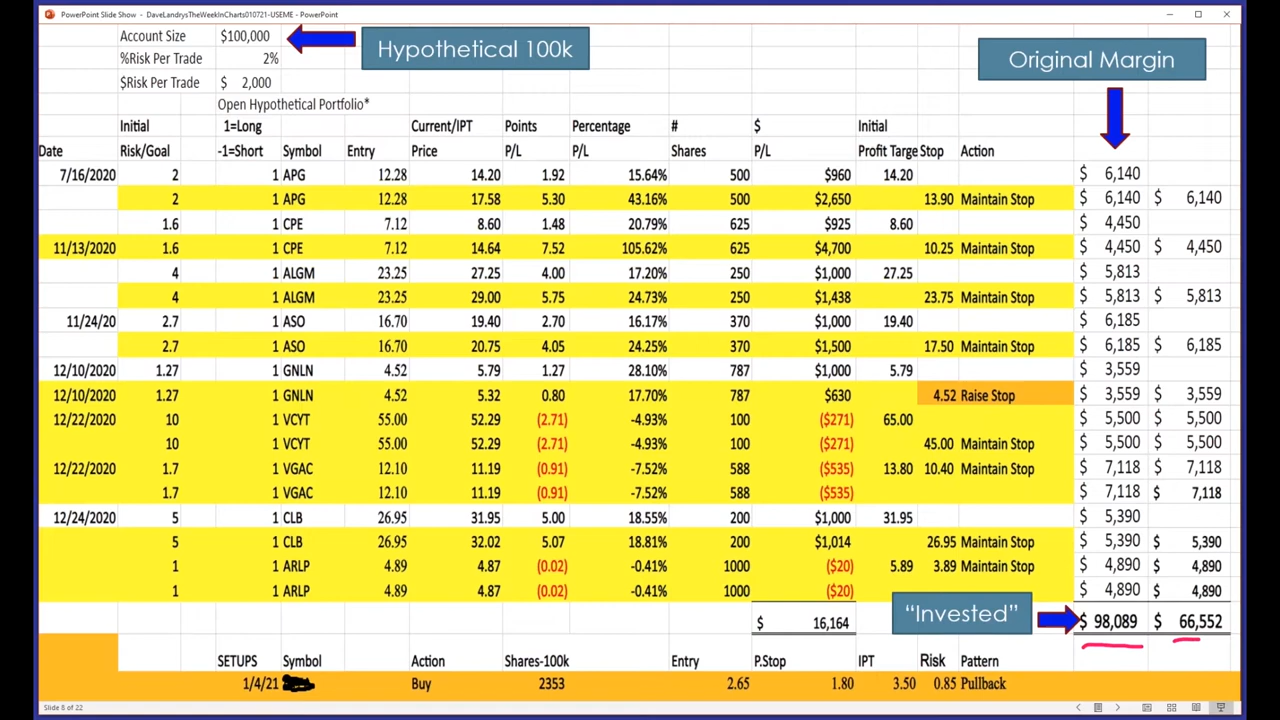 PowerPoint Slide Show - DaveLandrysTheWeekInCharts010721-USEME - PowerPoint
Account Size $100,000
Hypothetical 100k
Original Margin
%Risk Per Trade 2%
$Risk Per Trade $ 2,000
Open Hypothetical Portfolio*
Initial 1=Long Current/IPT Points Percentage # $ Initial
Date Risk/Goal -1=Short Symbol Entry Price P/L P/L Shares P/L Profit Targe Stop Action
7/16/2020 2 1 APG 12.28 14.20 1.92 15.64% 500 $960 14.20 $ 6,140
2 1 APG 12.28 17.58 5.30 43.16% 500 $2,650 13.90 Maintain Stop $ 6,140 $ 6,140
1.6 1 CPE 7.12 8.60 1.48 20.79% 625 $925 8.60 $ 4,450
11/13/2020 1.6 1 CPE 7.12 14.64 7.52 105.62% 625 $4,700 10.25 Maintain Stop $ 4,450 $ 4,450
4 1 ALGM 23.25 27.25 4.00 17.20% 250 $1,000 27.25 $ 5,813
4 1 ALGM 23.25 29.00 5.75 24.73% 250 $1,438 23.75 Maintain Stop $ 5,813 $ 5,813
11/24/20 2.7 1 ASO 16.70 19.40 2.70 16.17% 370 $1,000 19.40 $ 6,185
2.7 1 ASO 16.70 20.75 4.05 24.25% 370 $1,500 17.50 Maintain Stop $ 6,185 $ 6,185
12/10/2020 1.27 1 GNLN 4.52 5.79 1.27 28.10% 787 $1,000 5.79 $ 3,559
12/10/2020 1.27 1 GNLN 4.52 5.32 0.80 17.70% 787 $630 4.52 Raise Stop $ 3,559 $ 3,559
12/22/2020 10 1 VCYT 55.00 52.29 (2.71) -4.93% 100 ($271) 65.00 $ 5,500 $ 5,500
10 1 VCYT 55.00 52.29 (2.71) -4.93% 100 ($271) 45.00 Maintain Stop $ 5,500 $ 5,500
12/22/2020 1.7 1 VGAC 12.10 11.19 (0.91) -7.52% 588 ($535) 13.80 10.40 Maintain Stop $ 7,118 $ 7,118
1.7 1 VGAC 12.10 11.19 (0.91) -7.52% 588 ($535) $ 7,118 $ 7,118
12/24/2020 5 1 CLB 26.95 31.95 5.00 18.55% 200 $1,000 31.95 $ 5,390
5 1 CLB 26.95 32.02 5.07 18.81% 200 $1,014 26.95 Maintain Stop $ 5,390 $ 5,390
1 1 ARLP 4.89 4.87 (0.02) -0.41% 1000 ($20) 5.89 3.89 Maintain Stop $ 4,890 $ 4,890
1 1 ARLP 4.89 4.87 (0.02) -0.41% 1000 ($20) $ 4,890 $ 4,890
$ 16,164 “Invested” $ 98,089 $ 66,552
SETUPS Symbol Action Shares-100k Entry P.Stop IPT Risk Pattern
1/4/21 Buy 2353 2.65 1.80 3.50 0.85 Pullback
Slide 8 of 22